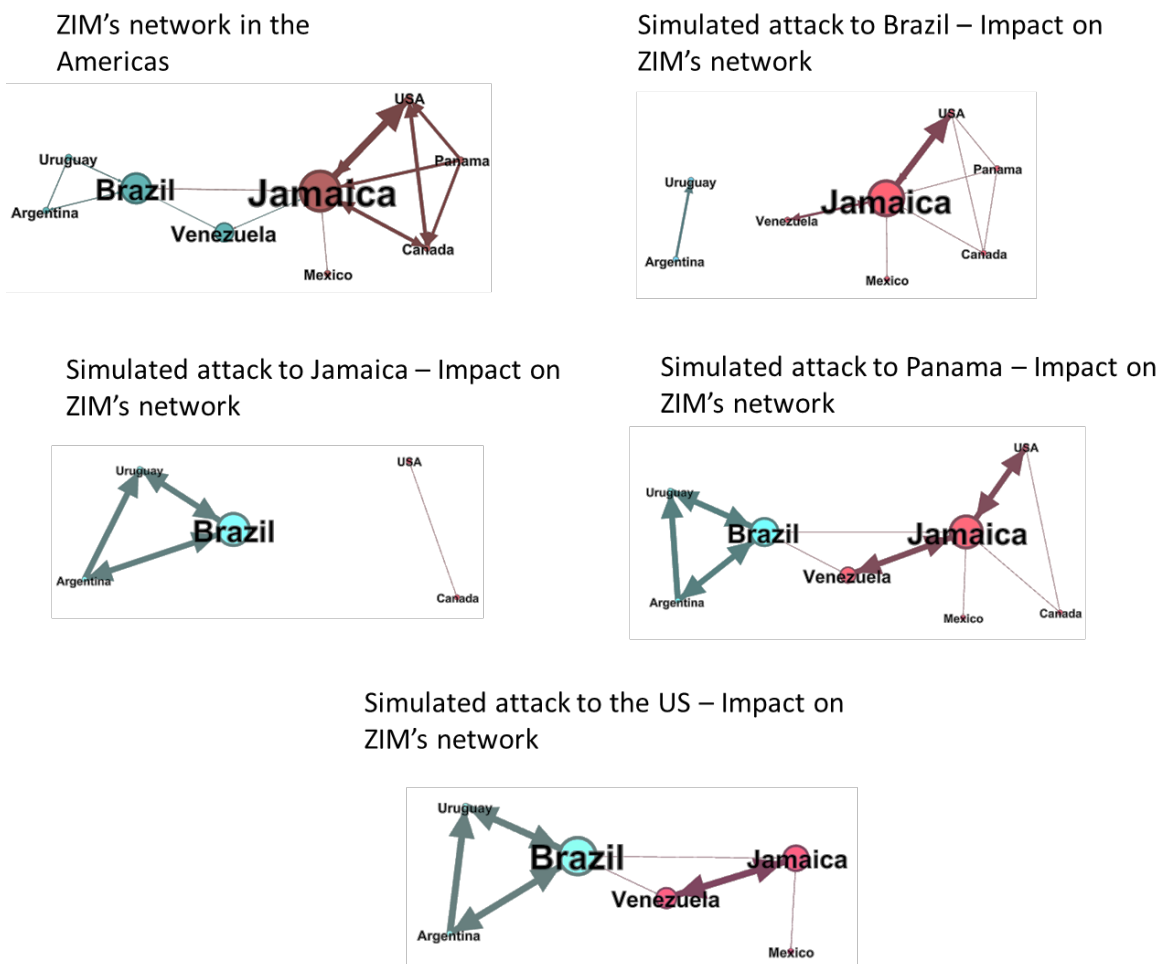 ZIM's network in the
Americas
USA
Uruguay
Panama
Brazil
Jamaica
Argentina
Venezuela
Canada
Mexico
Simulated attack to Brazil – Impact on
ZIM's network
USA
Panama
Uruguay
Jamaica
Venezuela
Canada
Argentina
Mexico
Simulated attack to Jamaica – Impact on
ZIM's network
USA
Uruguay
Brazil
Argentina
Canada
Simulated attack to Panama – Impact on
ZIM's network
USA
Uruguay
Brazil
Jamaica
Venezuela
Argentina
Canada
Mexico
Simulated attack to the US – Impact on
ZIM's network
Uruguay
Brazil
Jamaica
Venezuela
Argentina
Mexico